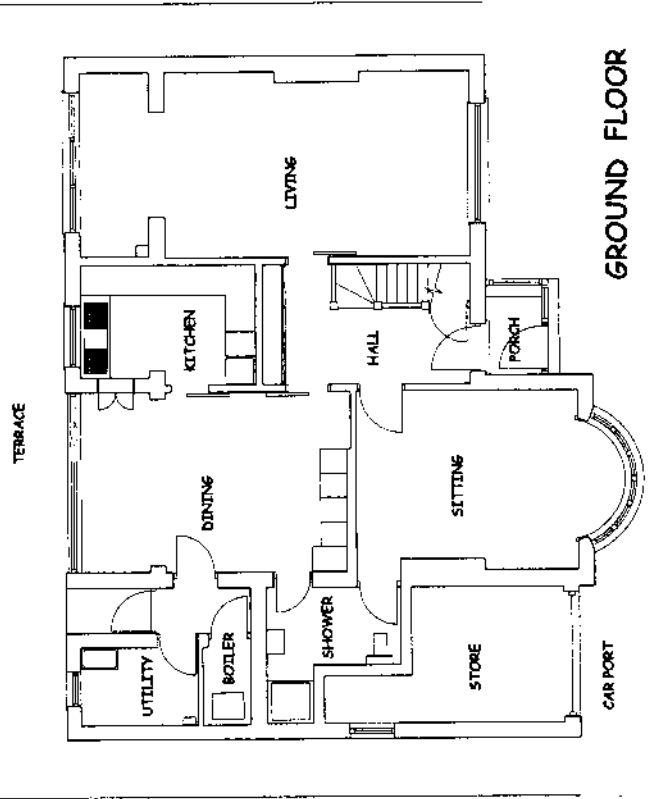 GROUND FLOOR
TERRACE
LIVING
KITCHEN
HALL
PORCH
DINING
SITTING
UTILITY
BOILER
SHOWER
STORE
CAR PORT